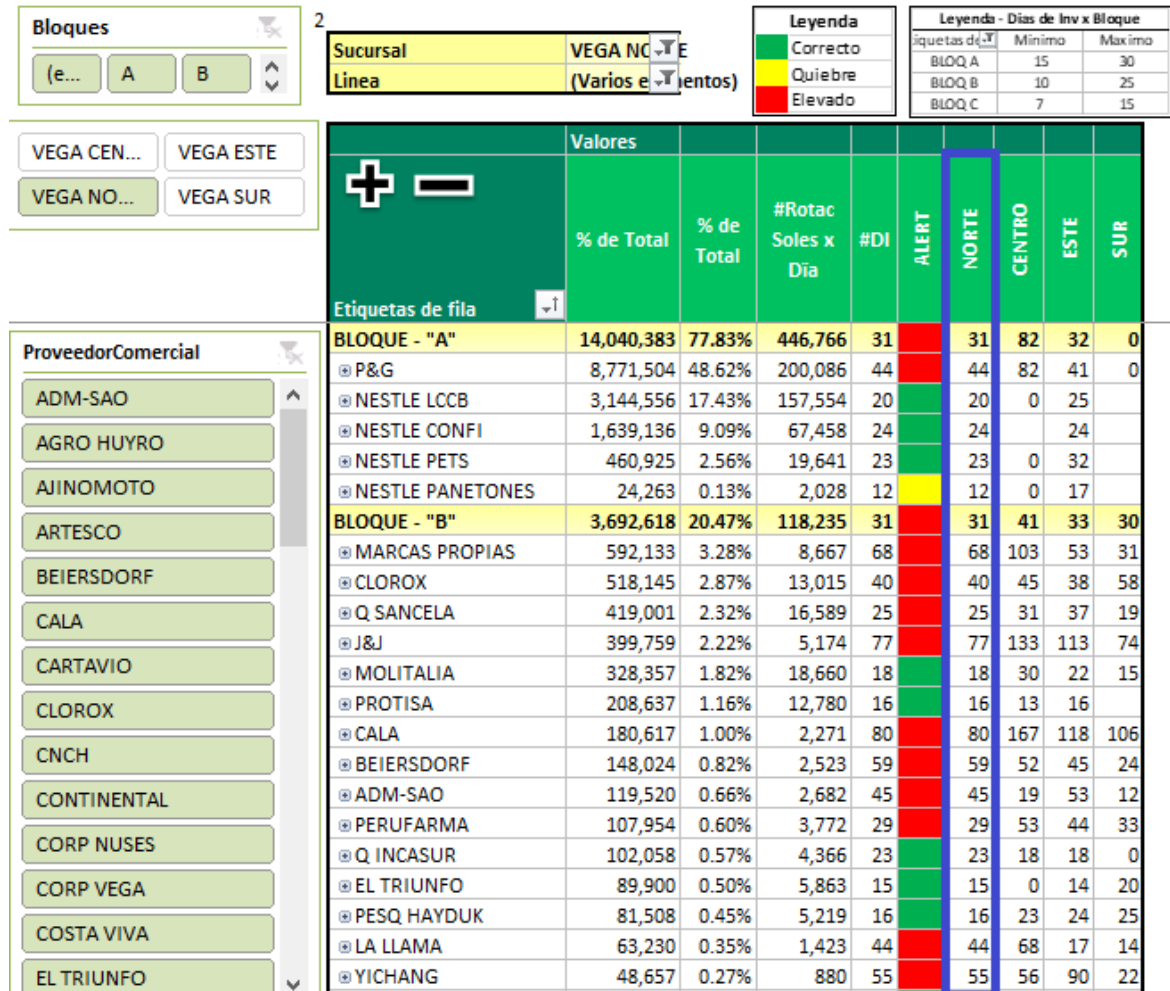 Bloques
(e... A B
2
Sucursal VEGA NO E
Linea (Varios e entos)
Leyenda
Correcto
Quiebre
Elevado
Leyenda - Dias de Inv x Bloque
iquetas de Minimo Maximo
BLOQ A 15 30
BLOQ B 10 25
BLOQ C 7 15
VEGA CEN... VEGA ESTE
VEGA NO... VEGA SUR
Valores
Etiquetas de fila % de Total % de Total #Rotac Soles x Dïa #DI ALERT NORTE CENTRO ESTE SUR
BLOQUE - "A" 14,040,383 77.83% 446,766 31 31 82 32 0
P&G 8,771,504 48.62% 200,086 44 44 82 41 0
NESTLE LCCB 3,144,556 17.43% 157,554 20 20 0 25
NESTLE CONFI 1,639,136 9.09% 67,458 24 24 24
NESTLE PETS 460,925 2.56% 19,641 23 23 0 32
NESTLE PANETONES 24,263 0.13% 2,028 12 12 0 17
BLOQUE - "B" 3,692,618 20.47% 118,235 31 31 41 33 30
MARCAS PROPIAS 592,133 3.28% 8,667 68 68 103 53 31
CLOROX 518,145 2.87% 13,015 40 40 45 38 58
Q SANCELA 419,001 2.32% 16,589 25 25 31 37 19
J&J 399,759 2.22% 5,174 77 77 133 113 74
MOLITALIA 328,357 1.82% 18,660 18 18 30 22 15
PROTISA 208,637 1.16% 12,780 16 16 13 16
CALA 180,617 1.00% 2,271 80 80 167 118 106
BEIERSDORF 148,024 0.82% 2,523 59 59 52 45 24
ADM-SAO 119,520 0.66% 2,682 45 45 19 53 12
PERUFARMA 107,954 0.60% 3,772 29 29 53 44 33
Q INCASUR 102,058 0.57% 4,366 23 23 18 18 0
EL TRIUNFO 89,900 0.50% 5,863 15 15 0 14 20
PESQ HAYDUK 81,508 0.45% 5,219 16 16 23 24 25
LA LLAMA 63,230 0.35% 1,423 44 44 68 17 14
YICHANG 48,657 0.27% 880 55 55 56 90 22
ProveedorComercial
ADM-SAO
AGRO HUYRO
AJINOMOTO
ARTESCO
BEIERSDORF
CALA
CARTAVIO
CLOROX
CNCH
CONTINENTAL
CORP NUSES
CORP VEGA
COSTA VIVA
EL TRIUNFO